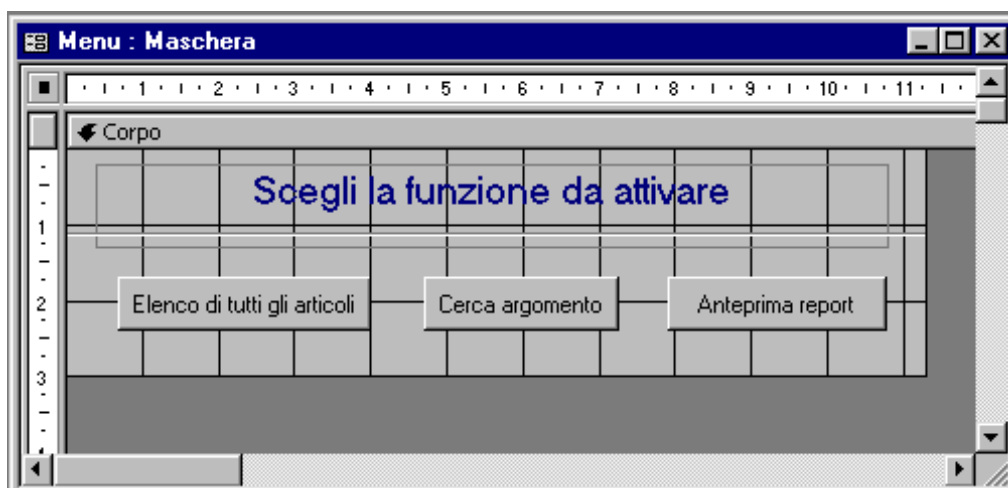 Menu : Maschera
1 2 3 4 5 6 7 8 9 10 11
Corpo
Scegli la funzione da attivare
1
Elenco di tutti gli articoli Cerca argomento Anteprima report
2
3